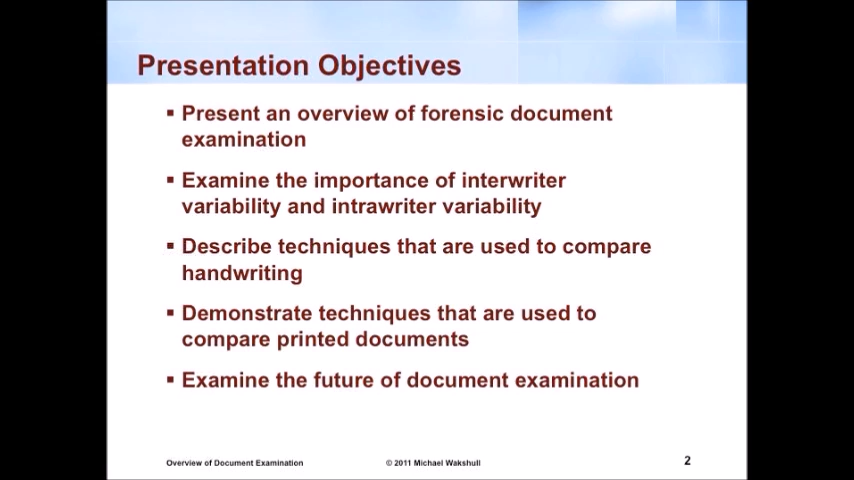 Presentation Objectives
▪ Present an overview of forensic document
examination
▪ Examine the importance of interwriter
variability and intrawriter variability
▪ Describe techniques that are used to compare
handwriting
▪ Demonstrate techniques that are used to
compare printed documents
▪ Examine the future of document examination
Overview of Document Examination © 2011 Michael Wakshull 2